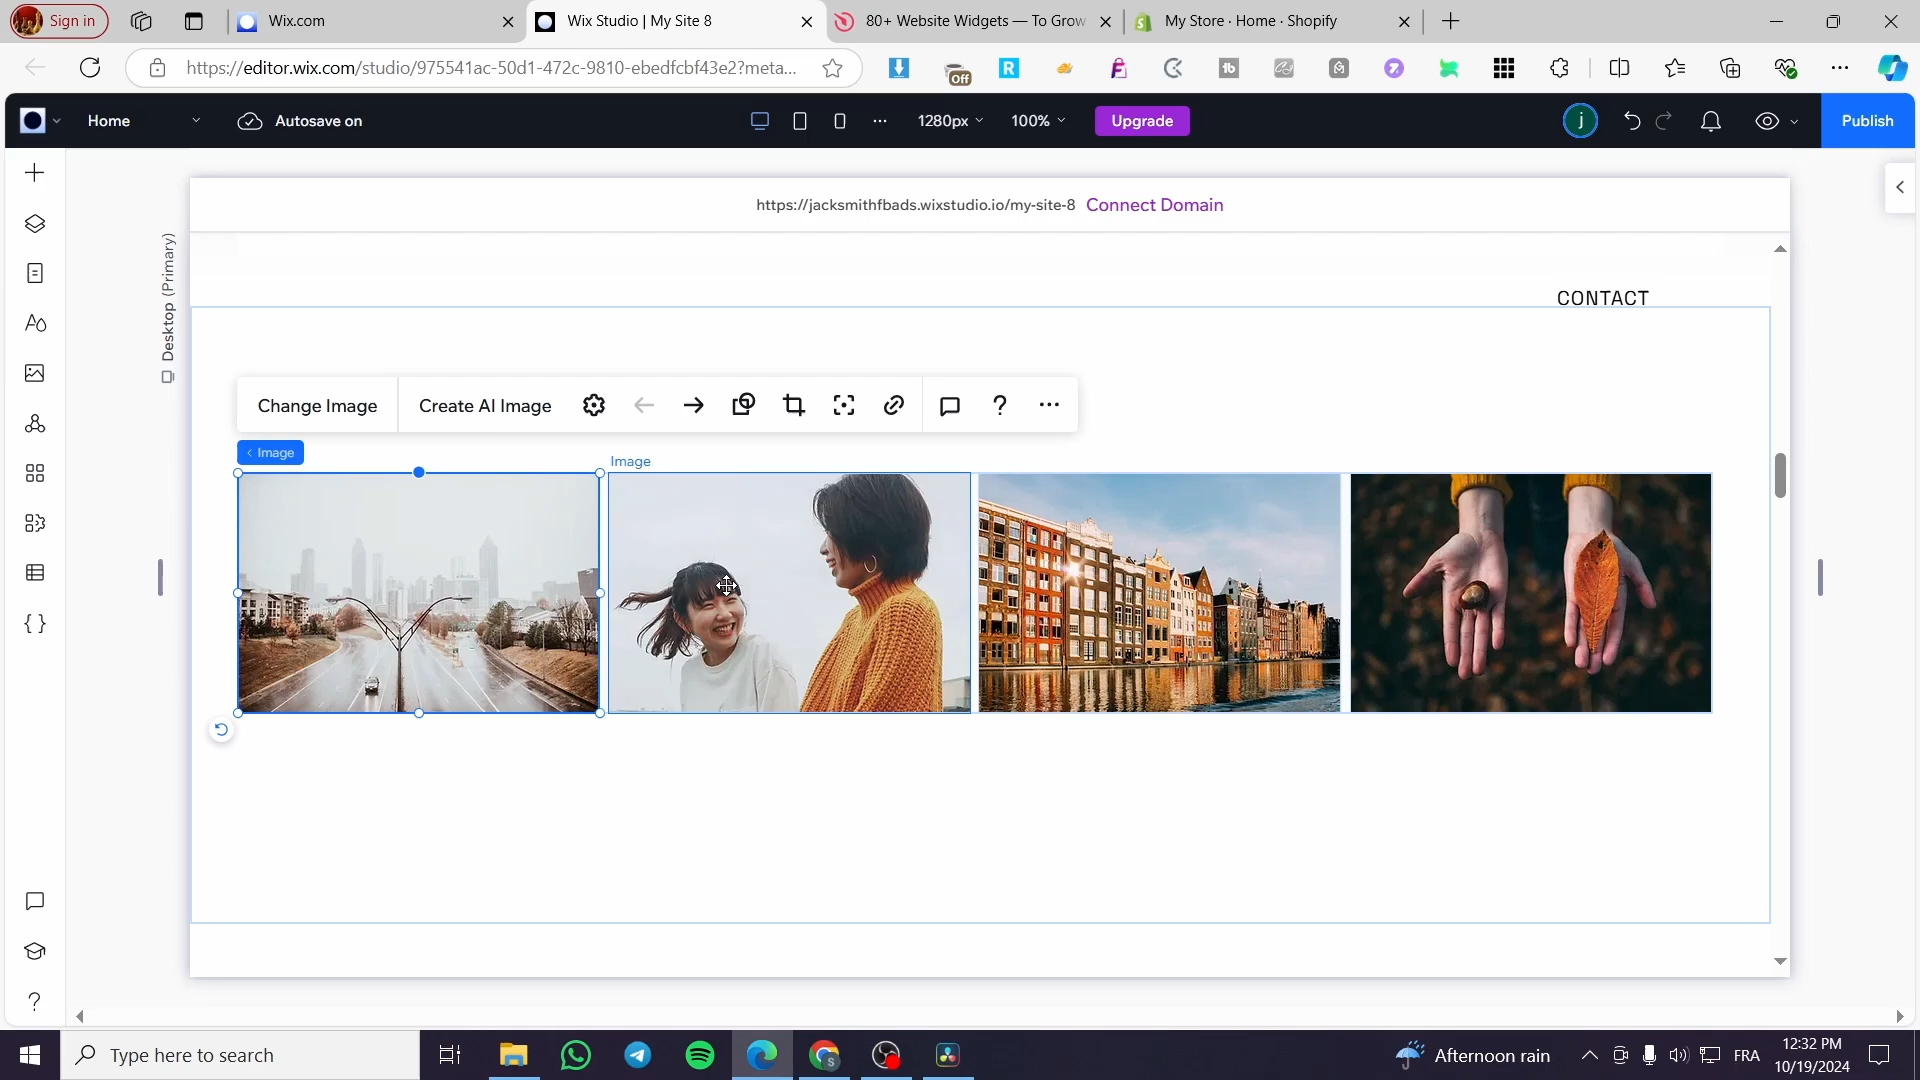 Sign in
Wix.com
Wix Studio | My Site 8
80+ Website Widgets — To Grow
My Store · Home · Shopify
https://editor.wix.com/studio/975541ac-50d1-472c-9810-ebedfcbf43e2?meta...
Off
Home
Autosave on
1280px
100%
Upgrade
j
Publish
https://jacksmithfbads.wixstudio.io/my-site-8 Connect Domain
Desktop (Primary)
CONTACT
Change Image
Create AI Image
< Image
Image
Type here to search
Afternoon rain
FRA
12:32 PM
10/19/2024